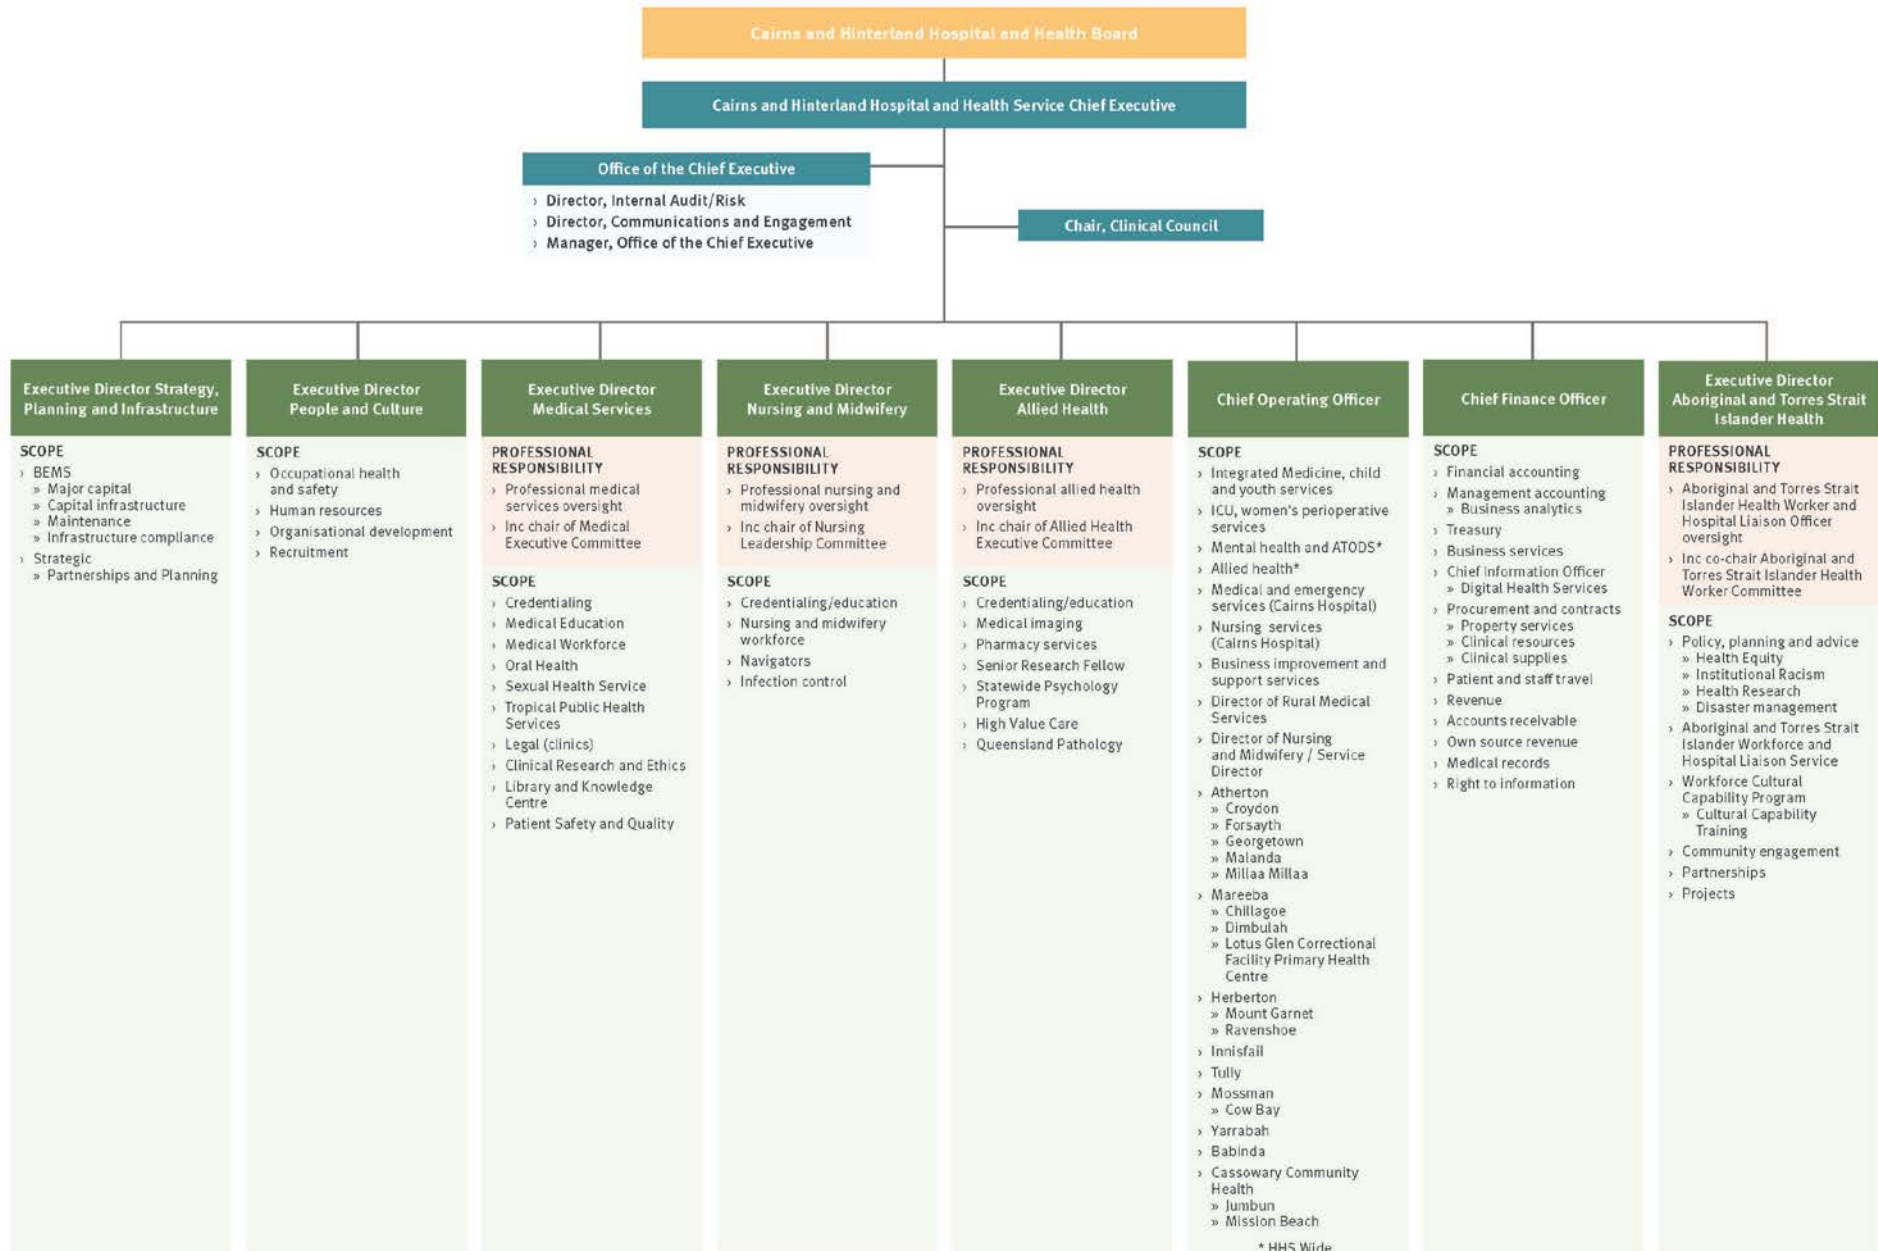 Cairns and Hinterland Hospital and Health Board
Cairns and Hinterland Hospital and Health Service Chief Executive
Office of the Chief Executive
› Director, Internal Audit/Risk
› Director, Communications and Engagement
› Manager, Office of the Chief Executive
Chair, Clinical Council
Executive Director Strategy,
Planning and Infrastructure
SCOPE
› BEMS
» Major capital
» Capital infrastructure
» Maintenance
» Infrastructure compliance
› Strategic
» Partnerships and Planning
Executive Director
People and Culture
SCOPE
› Occupational health
and safety
› Human resources
› Organisational development
› Recruitment
Executive Director
Medical Services
PROFESSIONAL
RESPONSIBILITY
› Professional medical
services oversight
› Inc chair of Medical
Executive Committee
SCOPE
› Credentialing
› Medical Education
› Medical Workforce
› Oral Health
› Sexual Health Service
› Tropical Public Health
Services
› Legal (clinics)
› Clinical Research and Ethics
› Library and Knowledge
Centre
› Patient Safety and Quality
Executive Director
Nursing and Midwifery
PROFESSIONAL
RESPONSIBILITY
› Professional nursing and
midwifery oversight
› Inc chair of Nursing
Leadership Committee
SCOPE
› Credentialing/education
› Nursing and midwifery
workforce
› Navigators
› Infection control
Executive Director
Allied Health
PROFESSIONAL
RESPONSIBILITY
› Professional allied health
oversight
› Inc chair of Allied Health
Executive Committee
SCOPE
› Credentialing/education
› Medical imaging
› Pharmacy services
› Senior Research Fellow
› Statewide Psychology
Program
› High Value Care
› Queensland Pathology
Chief Operating Officer
SCOPE
› Integrated Medicine, child
and youth services
› ICU, women's perioperative
services
› Mental health and ATODS*
› Allied health*
› Medical and emergency
services (Cairns Hospital)
› Nursing services
(Cairns Hospital)
› Business improvement and
support services
› Director of Rural Medical
Services
› Director of Nursing
and Midwifery / Service
Director
› Atherton
» Croydon
» Forsayth
» Georgetown
» Malanda
» Millaa Millaa
› Mareeba
» Chillagoe
» Dimbulah
» Lotus Glen Correctional
Facility Primary Health
Centre
› Herberton
» Mount Garnet
» Ravenshoe
› Innisfail
› Tully
› Mossman
» Cow Bay
› Yarrabah
› Babinda
› Cassowary Community
Health
» Jumbun
» Mission Beach
* HHS Wide
Chief Finance Officer
SCOPE
› Financial accounting
› Management accounting
» Business analytics
› Treasury
› Business services
› Chief Information Officer
» Digital Health Services
› Procurement and contracts
» Property services
» Clinical resources
» Clinical supplies
› Patient and staff travel
› Revenue
› Accounts receivable
› Own source revenue
› Medical records
› Right to information
Executive Director
Aboriginal and Torres Strait
Islander Health
PROFESSIONAL
RESPONSIBILITY
› Aboriginal and Torres Strait
Islander Health Worker and
Hospital Liaison Officer
oversight
› Inc co-chair Aboriginal and
Torres Strait Islander Health
Worker Committee
SCOPE
› Policy, planning and advice
» Health Equity
» Institutional Racism
» Health Research
» Disaster management
› Aboriginal and Torres Strait
Islander Workforce and
Hospital Liaison Service
› Workforce Cultural
Capability Program
» Cultural Capability
Training
› Community engagement
› Partnerships
› Projects